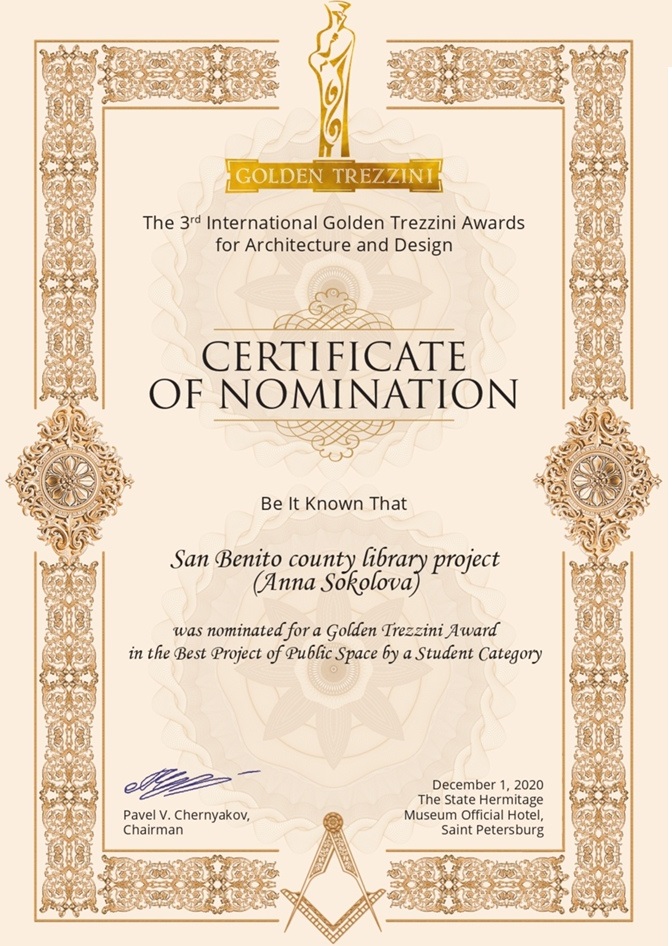 GOLDEN TREZZINI
The 3rd International Golden Trezzini Awards
for Architecture and Design
CERTIFICATE
OF NOMINATION
Be It Known That
San Benito county library project
(Anna Sokolova)
was nominated for a Golden Trezzini Award
in the Best Project of Public Space by a Student Category
Pavel V. Chernyakov,
Chairman
December 1, 2020
The State Hermitage
Museum Official Hotel,
Saint Petersburg